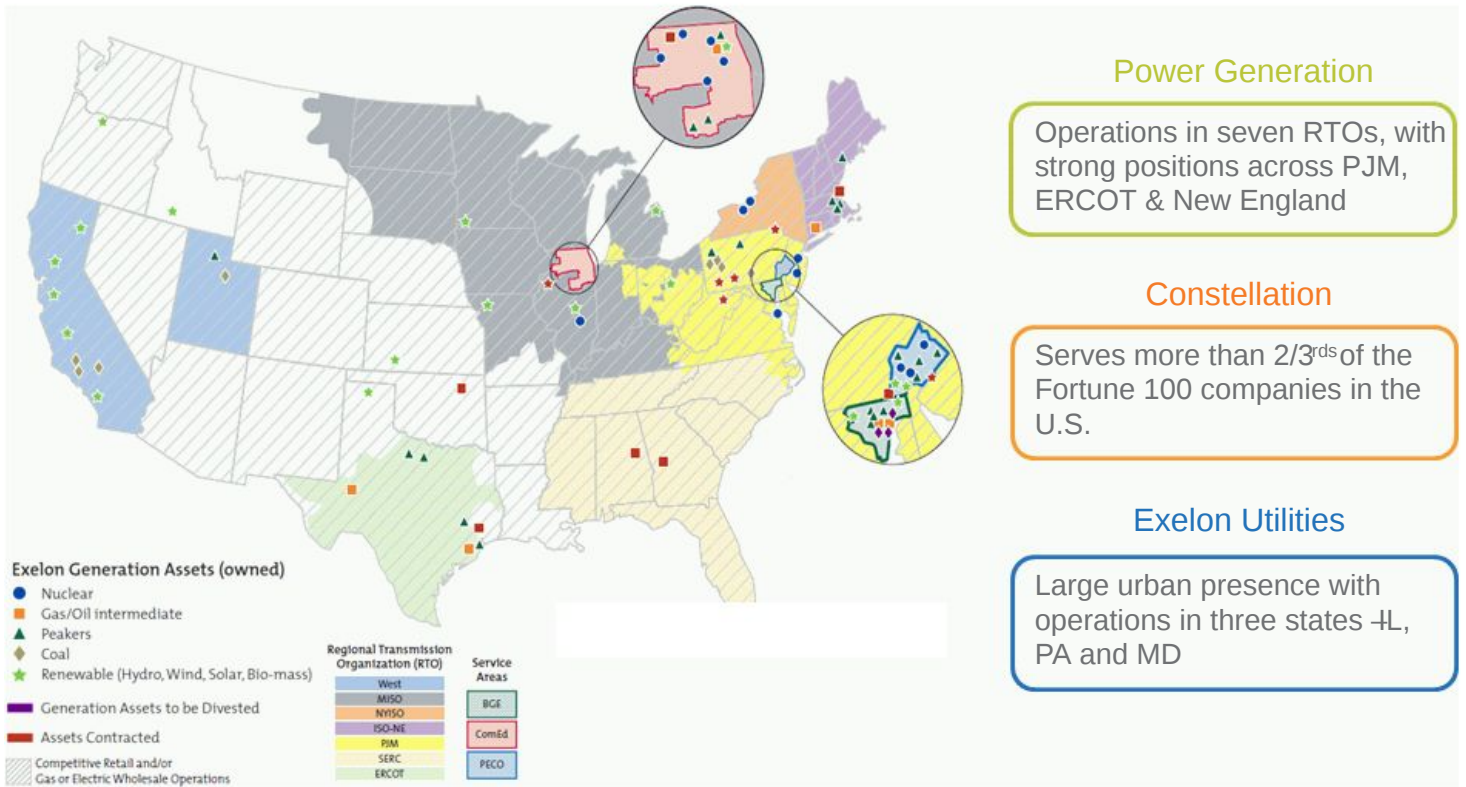 Power Generation
Operations in seven RTOs, with
strong positions across PJM,
ERCOT & New England
Constellation
Serves more than 2/3rds of the
Fortune 100 companies in the
U.S.
Exelon Utilities
Large urban presence with
operations in three states –IL,
PA and MD
Exelon Generation Assets (owned)
Nuclear
Gas/Oil intermediate
Peakers
Coal
Renewable (Hydro, Wind, Solar, Bio-mass)
Generation Assets to be Divested
Assets Contracted
Competitive Retail and/or
Gas or Electric Wholesale Operations
Regional Transmission
Organization (RTO)
West
MISO
NYISO
ISO-NE
PJM
SERC
ERCOT
Service
Areas
BGE
ComEd
PECO